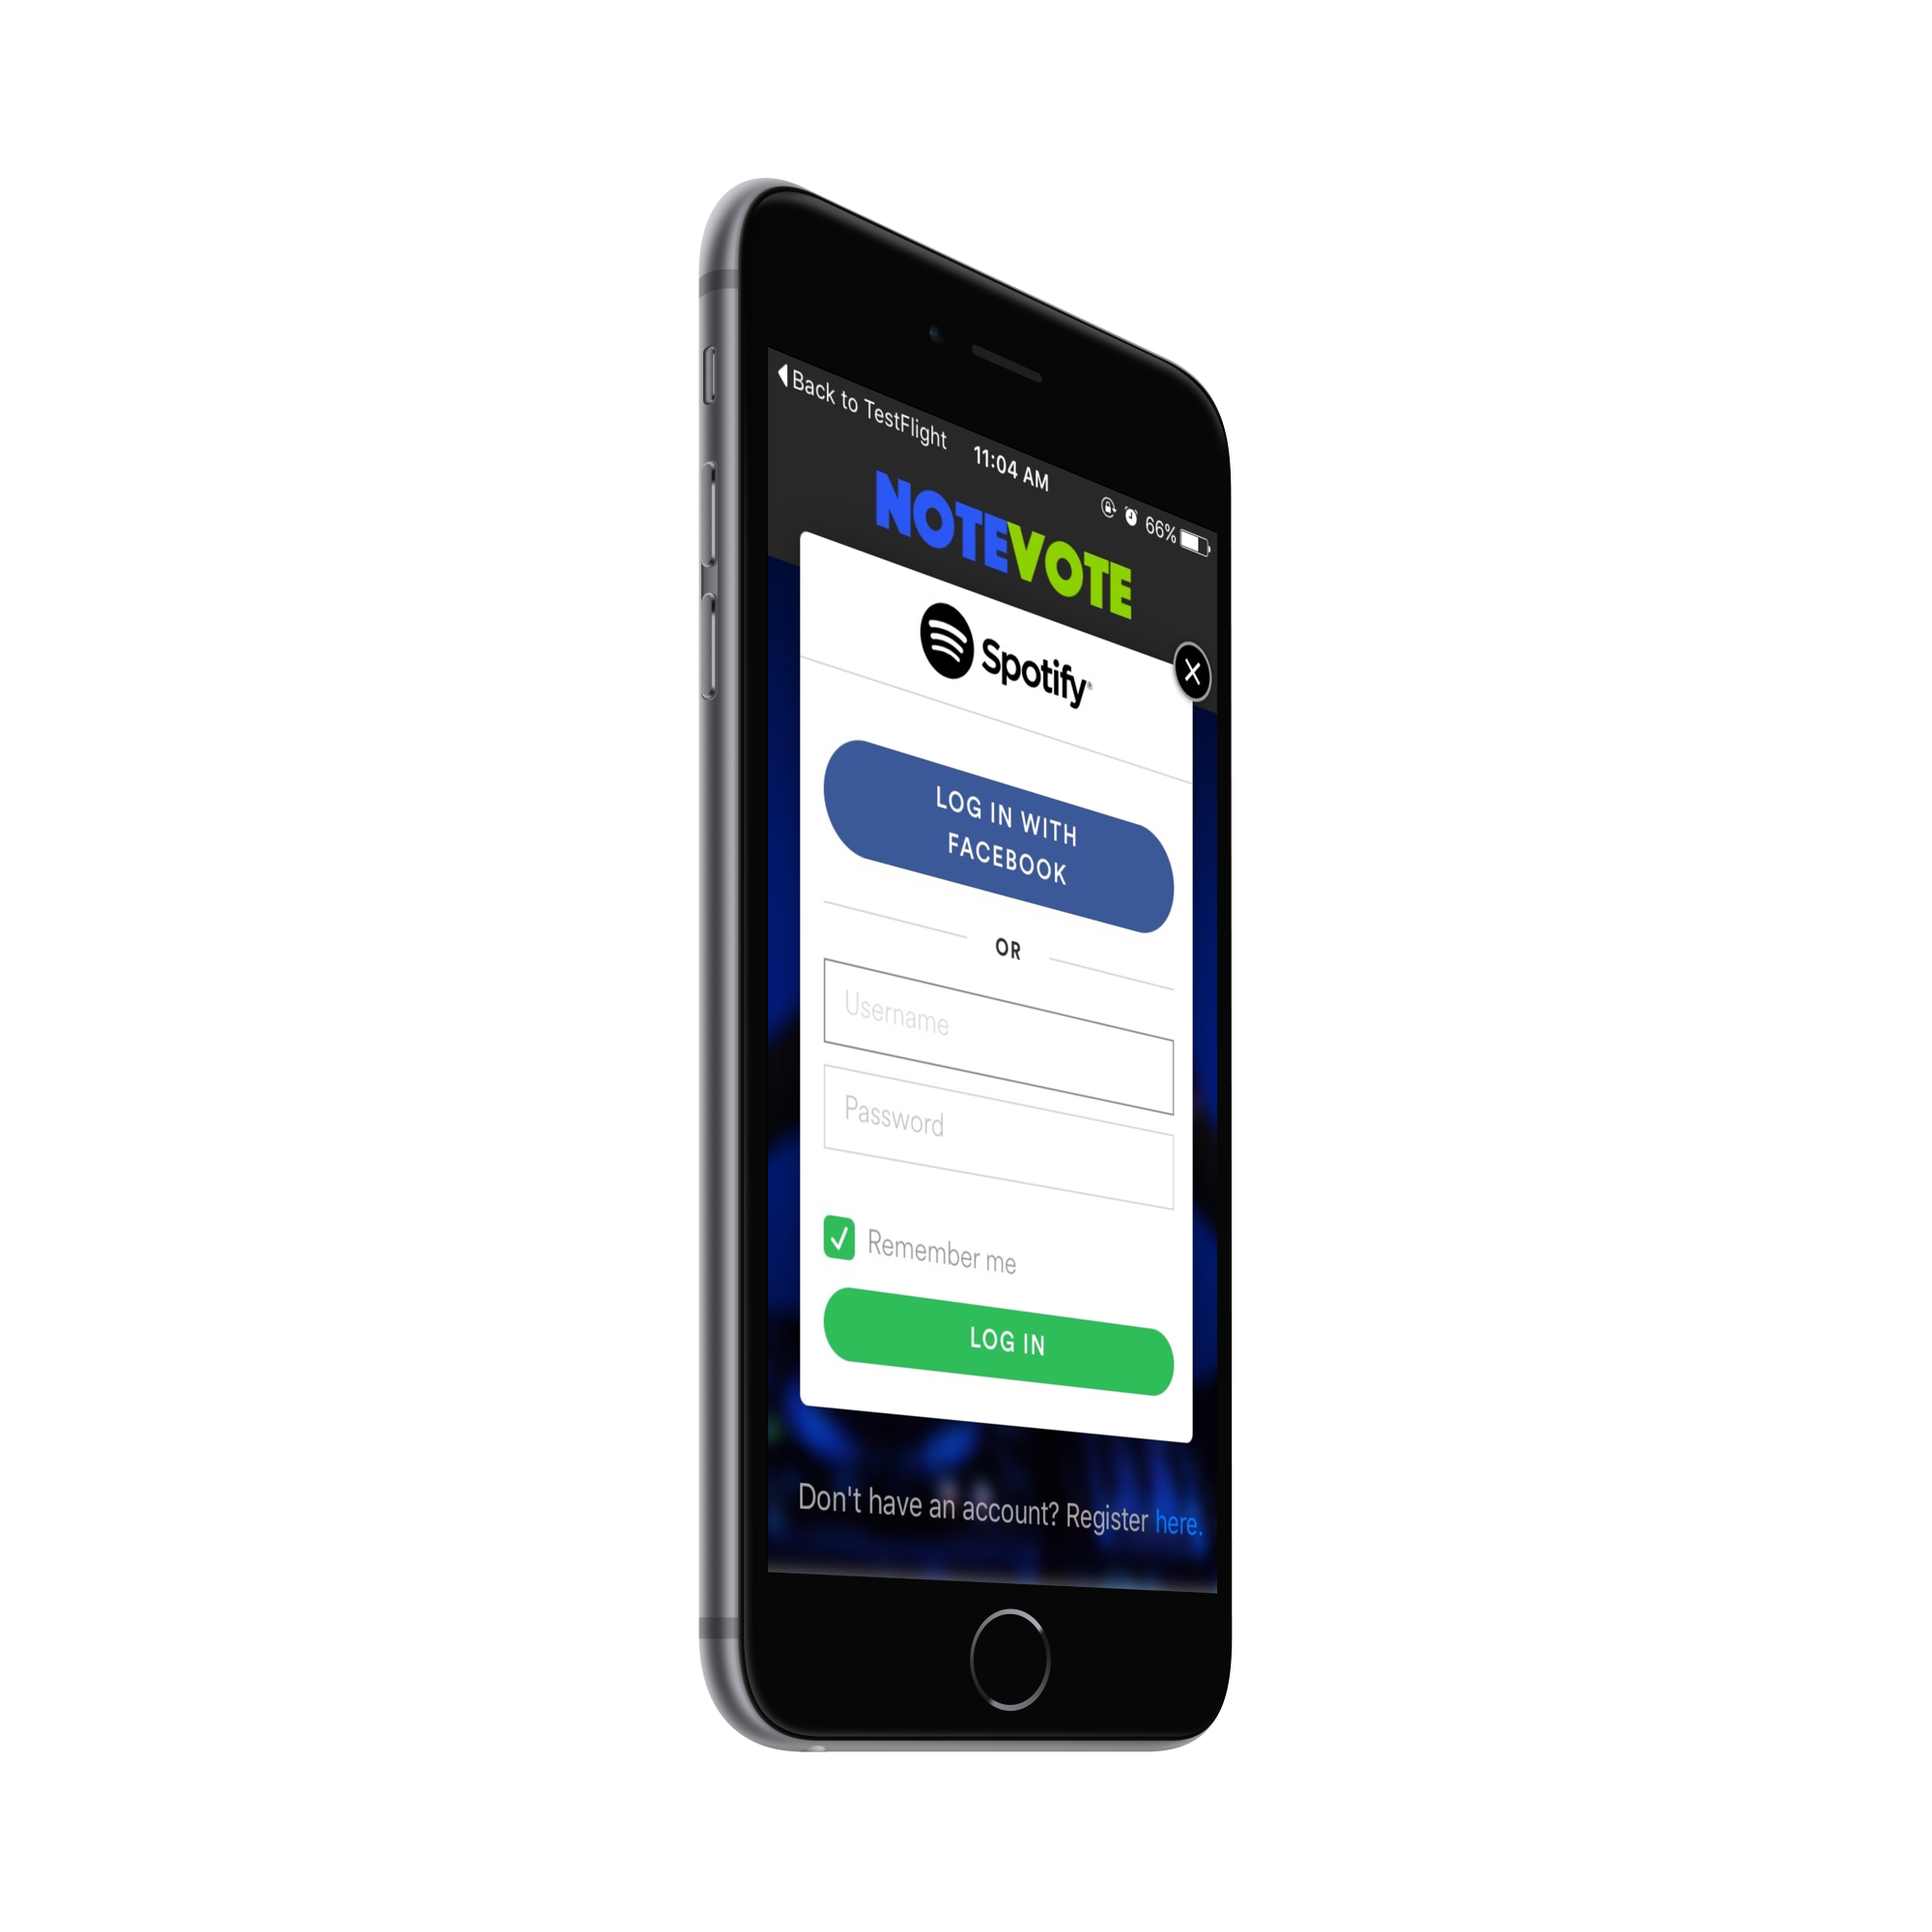 Back to TestFlight
11:04 AM
66%
NOTEVOTE
Spotify®
LOG IN WITH
FACEBOOK
OR
Username
Password
Remember me
LOG IN
Don't have an account? Register here.